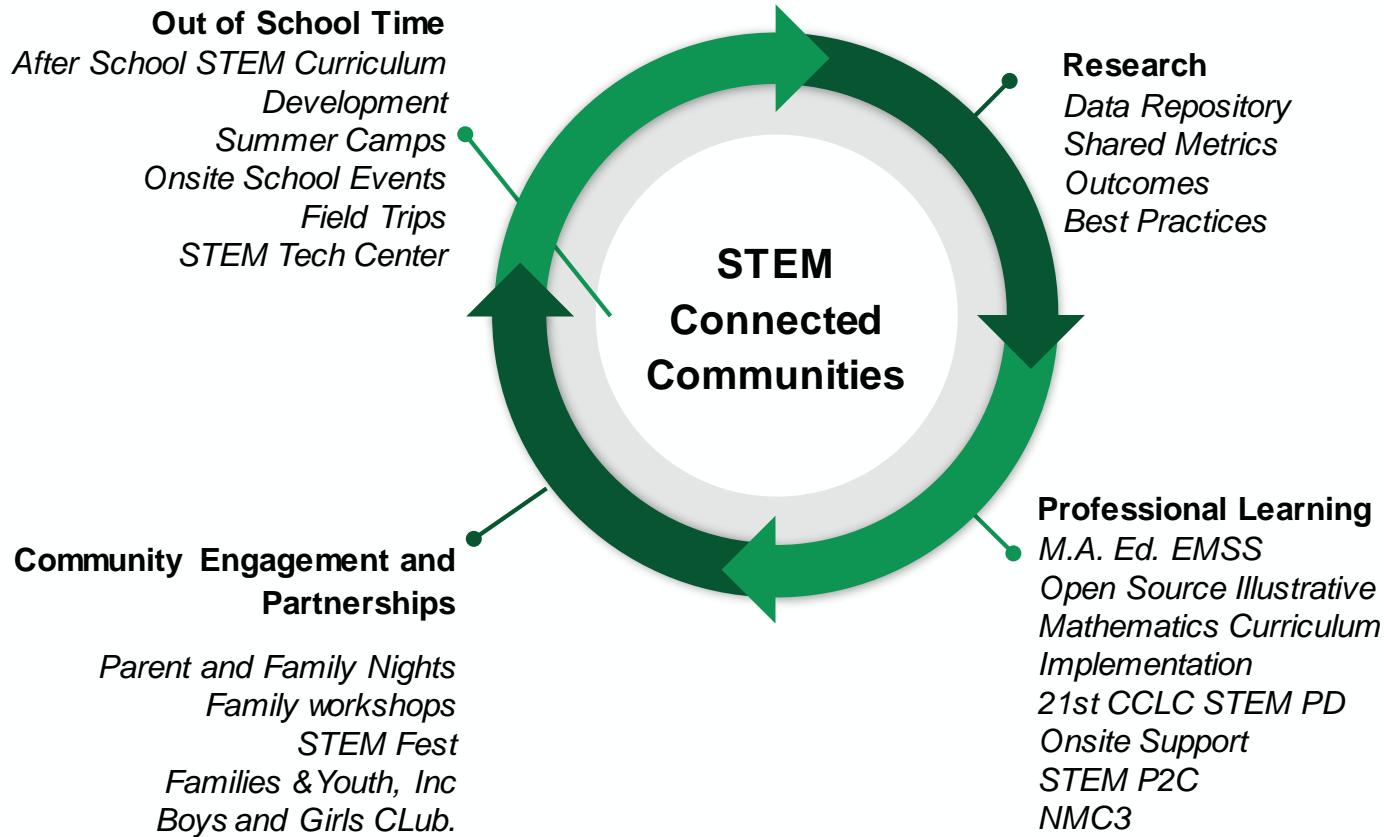 Out of School Time
After School STEM Curriculum
Development
Summer Camps
Onsite School Events
Field Trips
STEM Tech Center
Research
Data Repository
Shared Metrics
Outcomes
Best Practices
STEM
Connected
Communities
Community Engagement and
Partnerships
Parent and Family Nights
Family workshops
STEM Fest
Families &Youth, Inc
Boys and Girls CLub.
Professional Learning
M.A. Ed. EMSS
Open Source Illustrative
Mathematics Curriculum
Implementation
21st CCLC STEM PD
Onsite Support
STEM P2C
NMC3